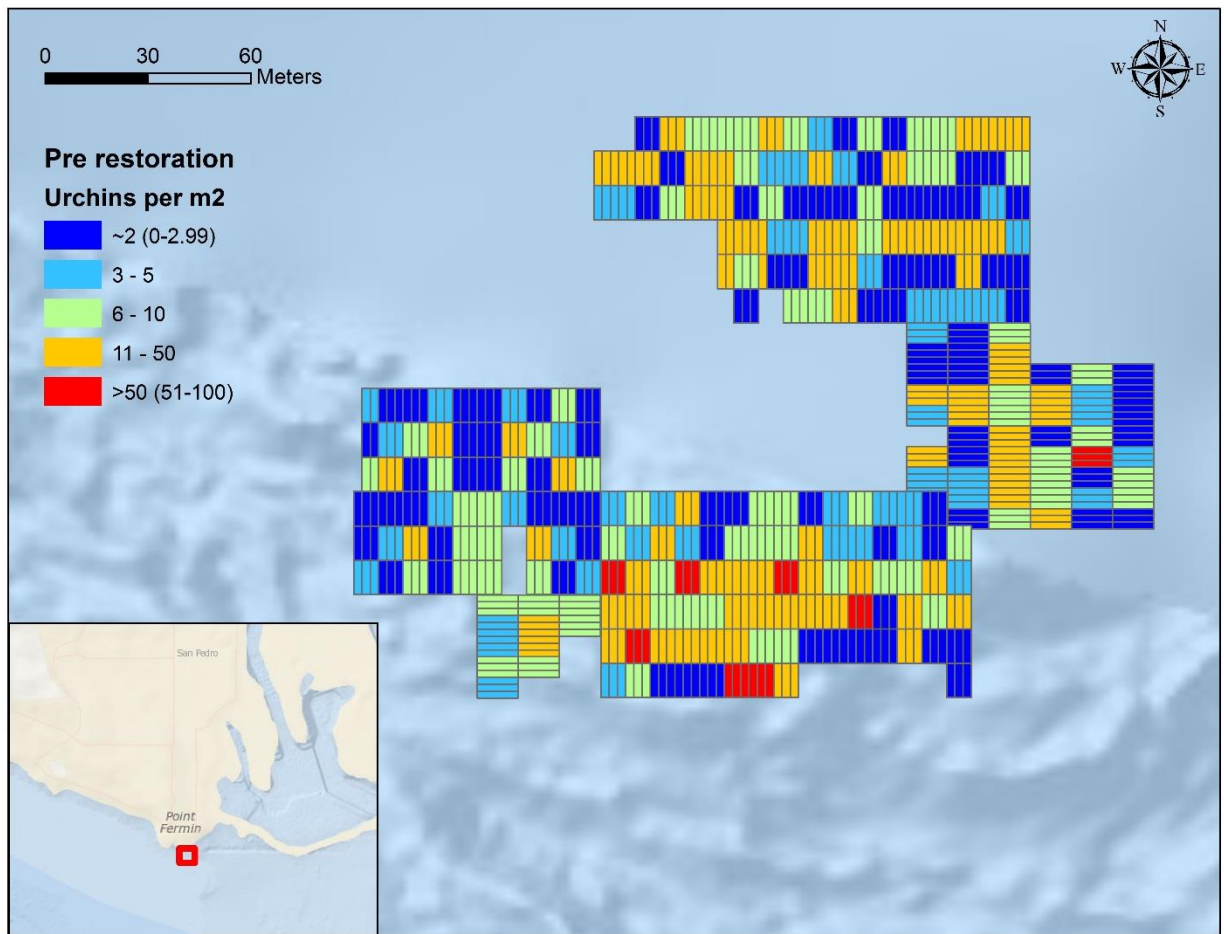 0 30 60
Meters
N
W E
S
Pre restoration
Urchins per m2
~2 (0-2.99)
3 - 5
6 - 10
11 - 50
>50 (51-100)
San Pedro
Point
Fermin